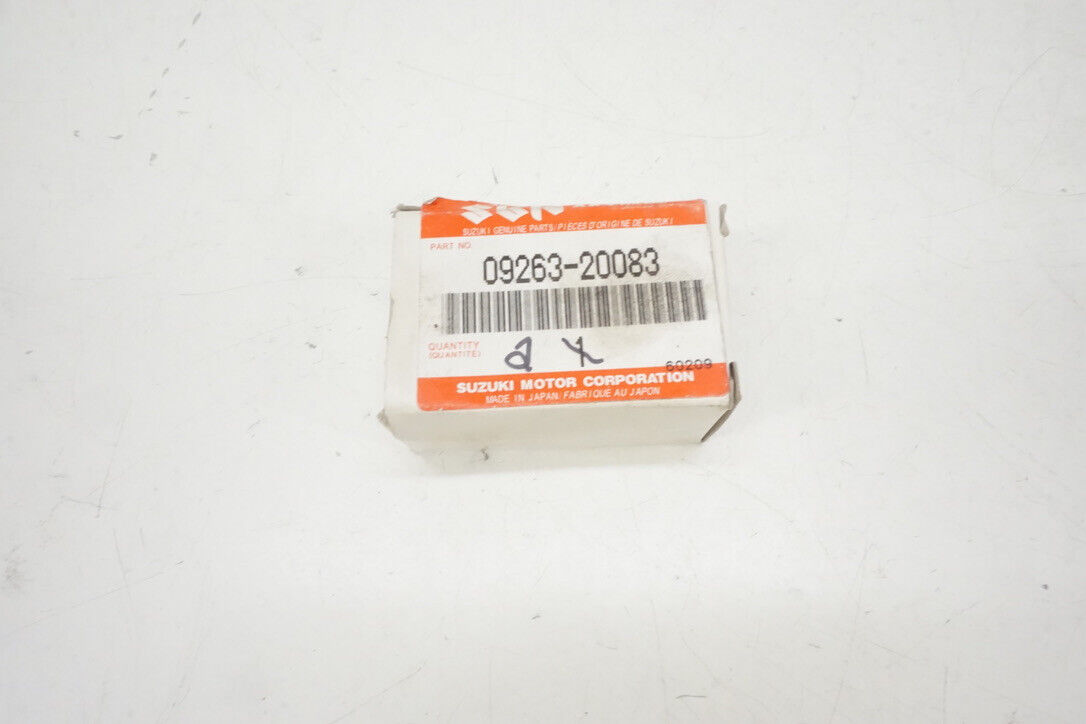 SUZUKI GENUINE PARTS/PIECES D'ORIGINE DE SUZUKI
PART NO.
09263-20083
QUANTITY
(QUANTITÉ)
2 X
60209
SUZUKI MOTOR CORPORATION
MADE IN JAPAN. FABRIQUE AU JAPON